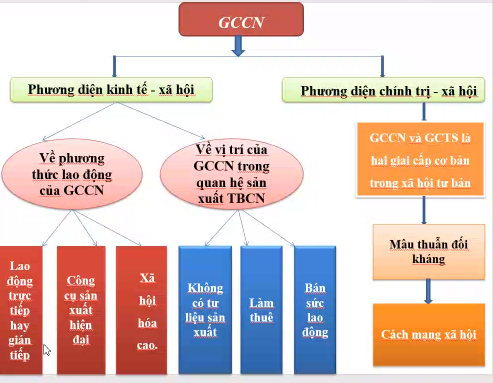 GCCN
Phương diện kinh tế - xã hội
Phương diện chính trị - xã hội
Về phương
thức lao động
của GCCN
Về vị trí của
GCCN trong
quan hệ sản
xuất TBCN
GCCN và GCTS là
hai giai cấp cơ bản
trong xã hội tư bản
Mâu thuẫn đối
kháng
Cách mạng xã hội
Lao
động
trực
tiếp
hay
gián
tiếp
Công
cụ sản
xuất
hiện
đại
Xã
hội
hóa
cao.
Không
có tư
liệu sản
xuất
Làm
thuê
Bán
sức
lao
động